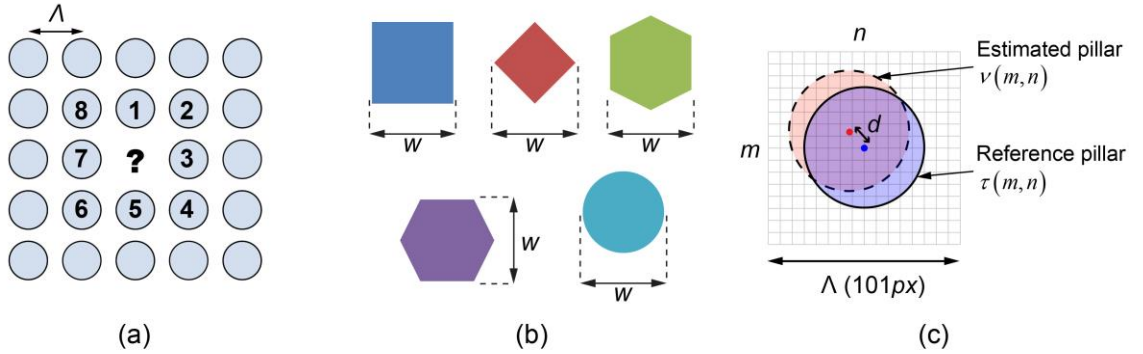 Λ
8 1 2
7 ? 3
6 5 4
(a)
w w w
w
w
(b)
n
Estimated pillar
ν(m,n)
m
d
Reference pillar
τ(m,n)
Λ (101px)
(c)